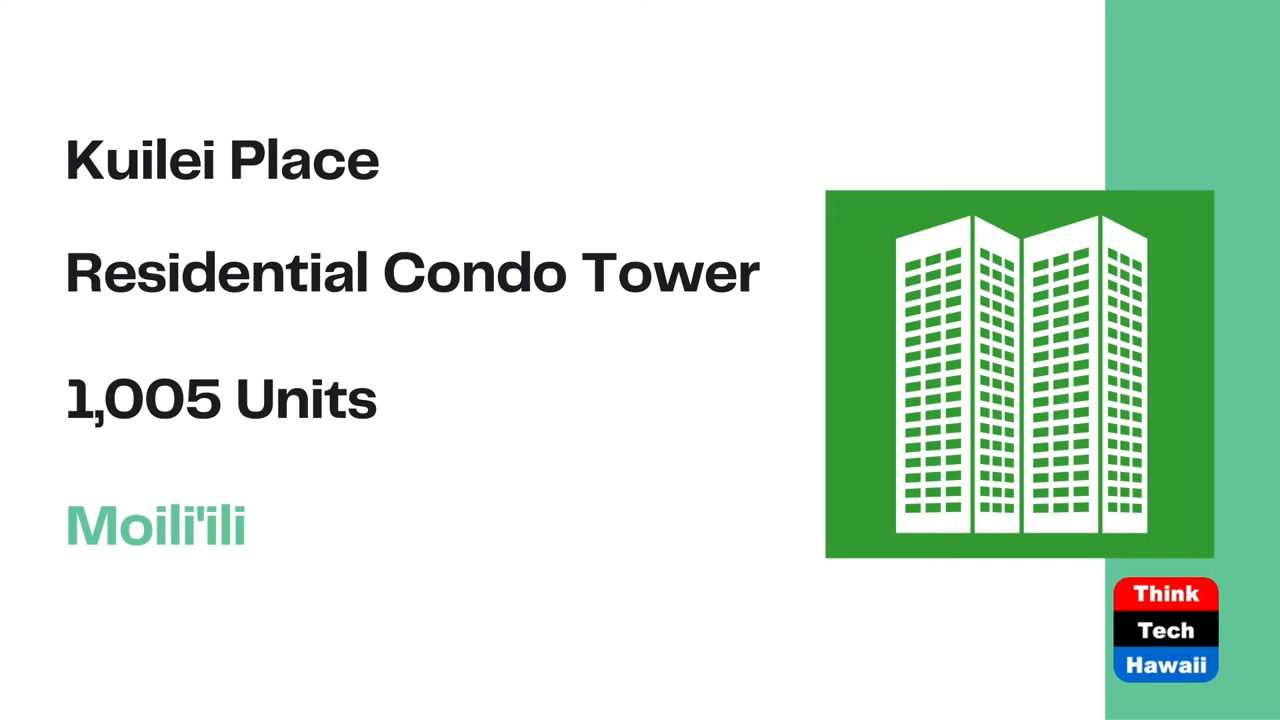 Kuilei Place
Residential Condo Tower
1,005 Units
Moili'ili
Think
Tech
Hawaii